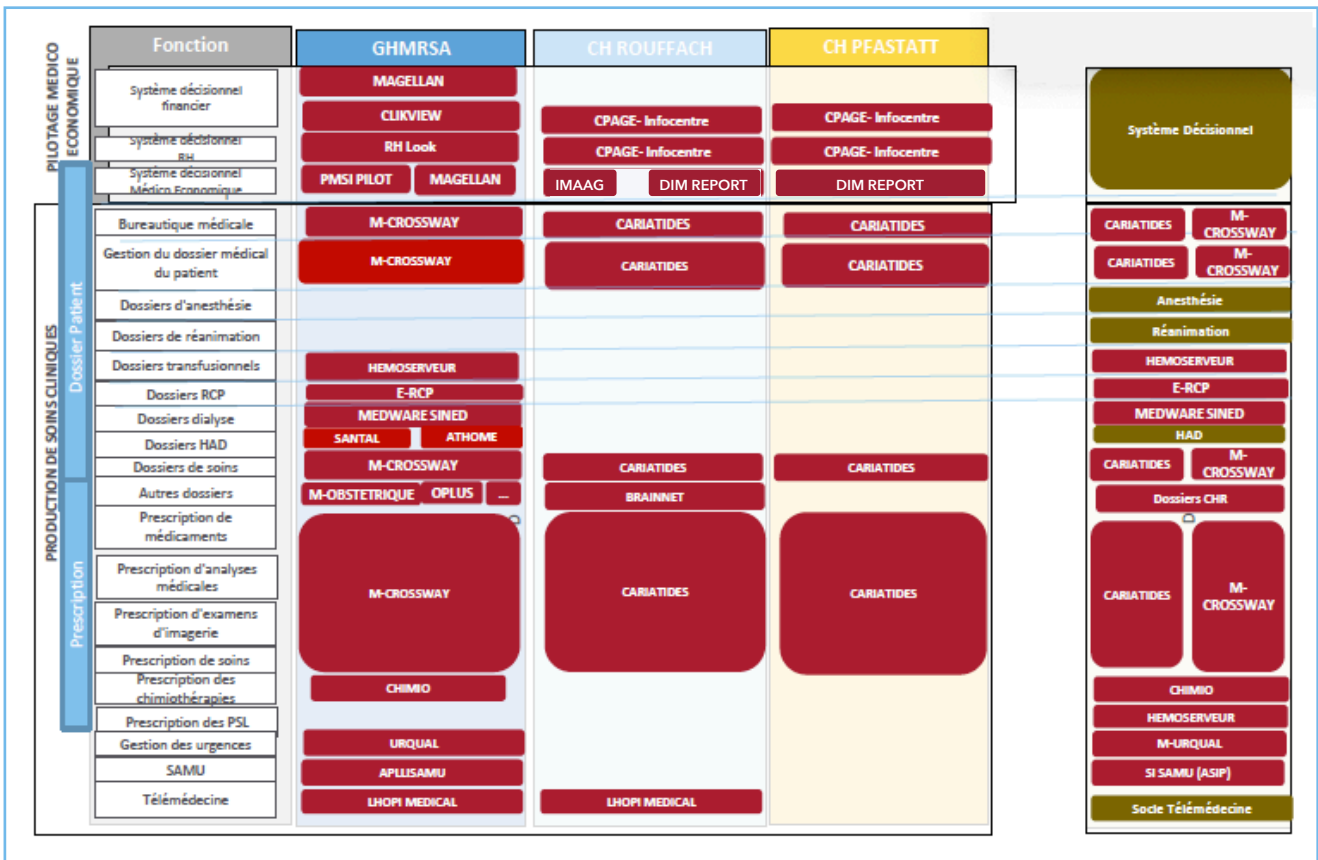 PILOTAGE MEDICO
ECONOMIQUE
Fonction
GHMRSA
CH ROUFFACH
CH PFASTATT
Système décisionnel
financier
MAGELLAN
CLIKVIEW
CPAGE- Infocentre
CPAGE- Infocentre
Système Décisionnel
Système décisionnel
RH
RH Look
CPAGE- Infocentre
CPAGE- Infocentre
Système décisionnel
Médico Economique
PMSI PILOT
MAGELLAN
IMAAG
DIM REPORT
DIM REPORT
PRODUCTION DE SOINS CLINIQUES
Dossier Patient
Bureautique médicale
M-CROSSWAY
CARIATIDES
CARIATIDES
CARIATIDES
M-
CROSSWAY
Gestion du dossier médical
du patient
M-CROSSWAY
CARIATIDES
CARIATIDES
CARIATIDES
M-
CROSSWAY
Dossiers d'anesthésie
Anesthésie
Dossiers de réanimation
Réanimation
Dossiers transfusionnels
HEMOSERVEUR
HEMOSERVEUR
Dossiers RCP
E-RCP
E-RCP
Dossiers dialyse
MEDWARE SINED
MEDWARE SINED
Dossiers HAD
SANTAL
ATHOME
HAD
Dossiers de soins
M-CROSSWAY
CARIATIDES
CARIATIDES
CARIATIDES
M-
CROSSWAY
Autres dossiers
M-OBSTETRIQUE
OPLUS
...
BRAINNET
Dossiers CHR
Prescription
Prescription de
médicaments
Prescription d'analyses
médicales
Prescription d'examens
d'imagerie
Prescription de soins
M-CROSSWAY
CARIATIDES
CARIATIDES
CARIATIDES
M-
CROSSWAY
Prescription des
chimiothérapies
CHIMIO
CHIMIO
Prescription des PSL
HEMOSERVEUR
Gestion des urgences
URQUAL
M-URQUAL
SAMU
APLLISAMU
SI SAMU (ASIP)
Télémédecine
LHOPI MEDICAL
LHOPI MEDICAL
Socle Télémédecine